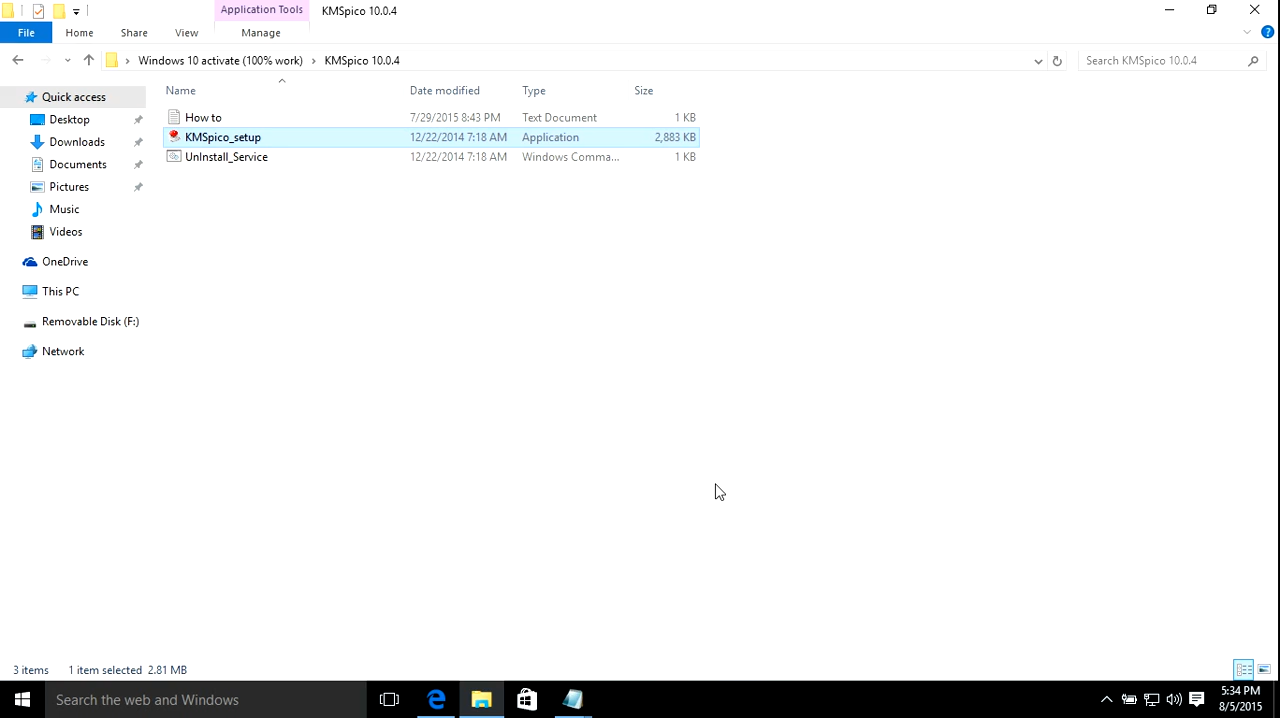 Application Tools KMSpico 10.0.4
File Home Share View Manage
Windows 10 activate (100% work) KMSpico 10.0.4 Search KMSpico 10.0.4
Name Date modified Type Size
Quick access
How to 7/29/2015 8:43 PM Text Document 1 KB
Desktop
KMSpico_setup 12/22/2014 7:18 AM Application 2,883 KB
Downloads
UnInstall_Service 12/22/2014 7:18 AM Windows Comma... 1 KB
Documents
Pictures
Music
Videos
OneDrive
This PC
Removable Disk (F:)
Network
3 items 1 item selected 2.81 MB
Search the web and Windows
5:34 PM
8/5/2015